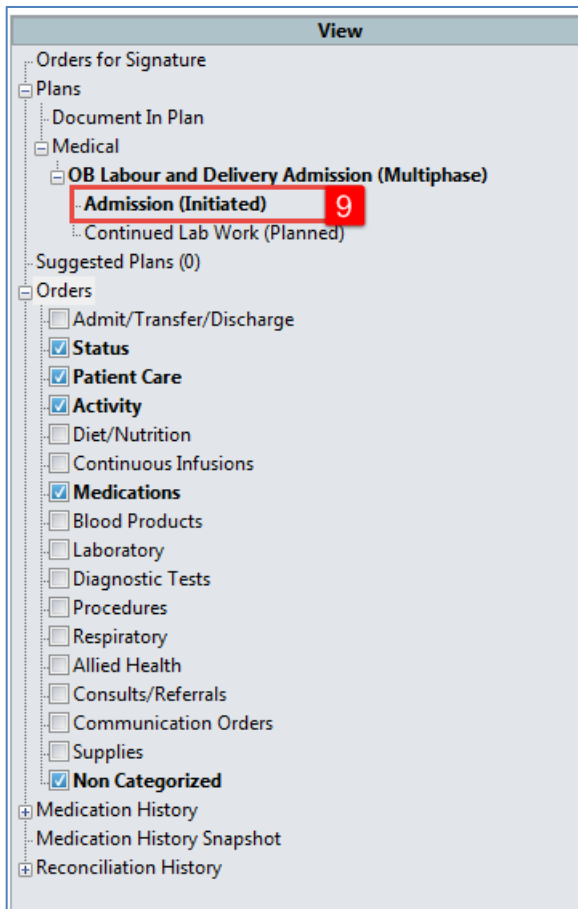 View
Orders for Signature
Plans
Document In Plan
Medical
OB Labour and Delivery Admission (Multiphase)
Admission (Initiated) 9
Continued Lab Work (Planned)
Suggested Plans (0)
Orders
Admit/Transfer/Discharge
Status
Patient Care
Activity
Diet/Nutrition
Continuous Infusions
Medications
Blood Products
Laboratory
Diagnostic Tests
Procedures
Respiratory
Allied Health
Consults/Referrals
Communication Orders
Supplies
Non Categorized
Medication History
Medication History Snapshot
Reconciliation History